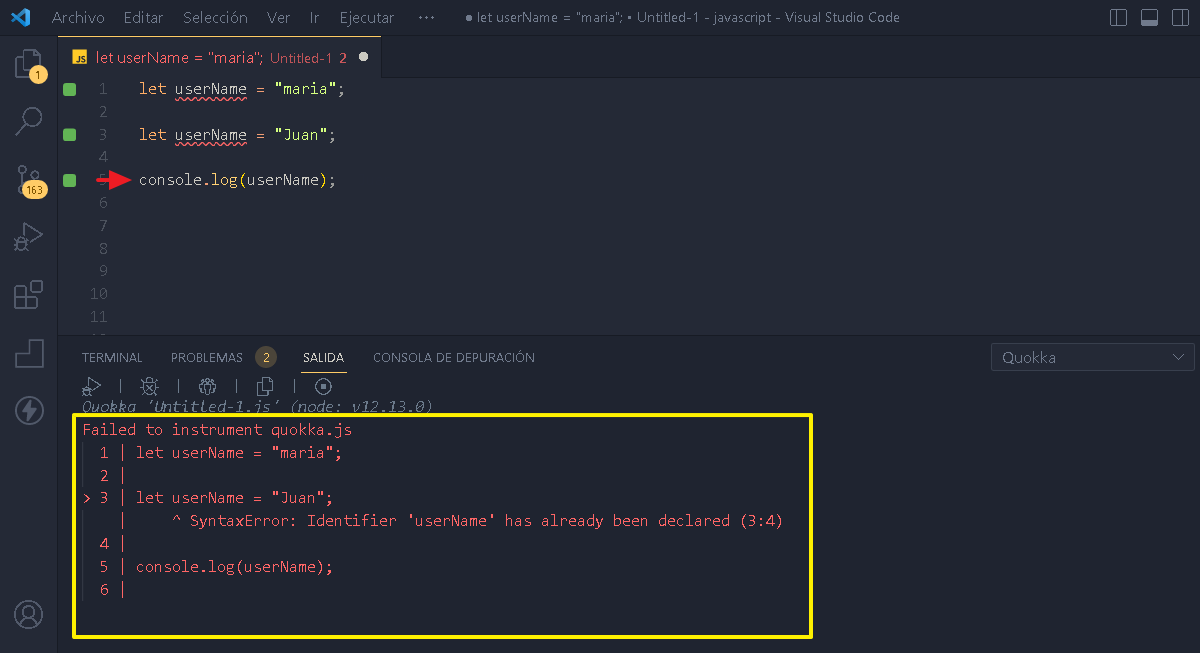 Archivo Editar Selección Ver Ir Ejecutar ··· ● let userName = "maria"; • Untitled-1 - javascript - Visual Studio Code
JS let userName = "maria"; Untitled-1 2 ●
1
1 let userName = "maria";
2
3 let userName = "Juan";
4
5 console.log(userName);
163
6
7
8
9
10
11
TERMINAL PROBLEMAS 2 SALIDA CONSOLA DE DEPURACIÓN Quokka
Quokka 'Untitled-1.js' (node: v12.13.0)
Failed to instrument quokka.js
1 | let userName = "maria";
2 |
> 3 | let userName = "Juan";
| ^ SyntaxError: Identifier 'userName' has already been declared (3:4)
4 |
5 | console.log(userName);
6 |